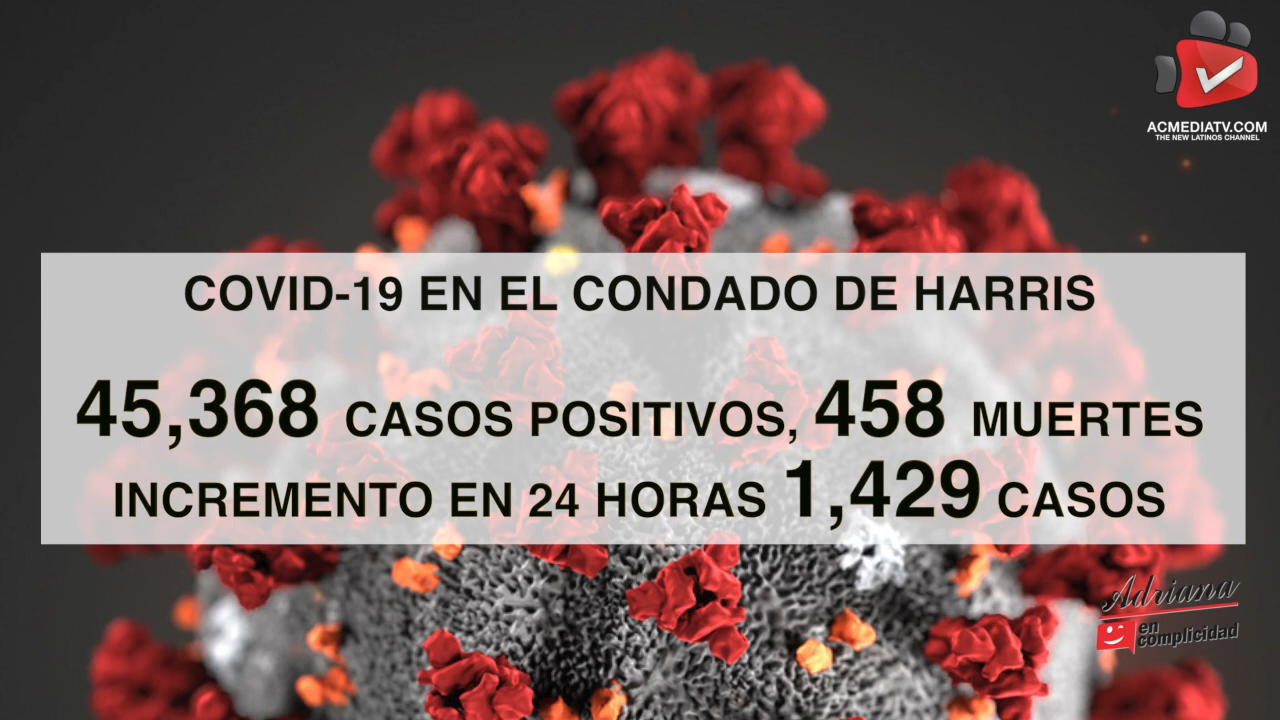 ACMEDIATV.COM
THE NEW LATINOS CHANNEL
COVID-19 EN EL CONDADO DE HARRIS
45,368 CASOS POSITIVOS, 458 MUERTES
INCREMENTO EN 24 HORAS 1,429 CASOS
Adriana
en
complicidad